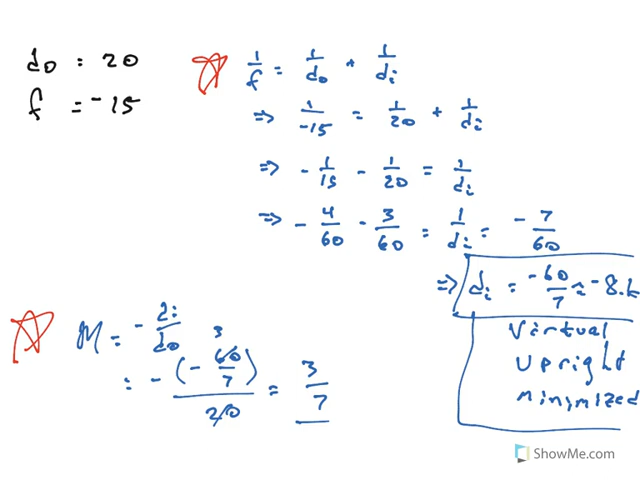 do = 20
f = -15
1/f = 1/do + 1/di
=> 1/-15 = 1/20 + 1/di
=> - 1/15 - 1/20 = 1/di
=> - 4/60 - 3/60 = 1/di = - 7/60
=> di = -60/7 ≈ -8.6
Virtual
upright
minimized
M = - di/do
= - (- 60/7)/20 = 3/7
3
ShowMe.com